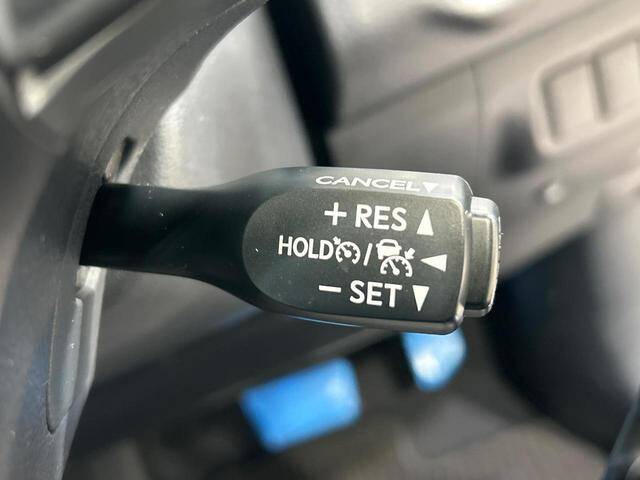 CANCEL ▼
+ RES ▲
HOLD / ◀
− SET ▼